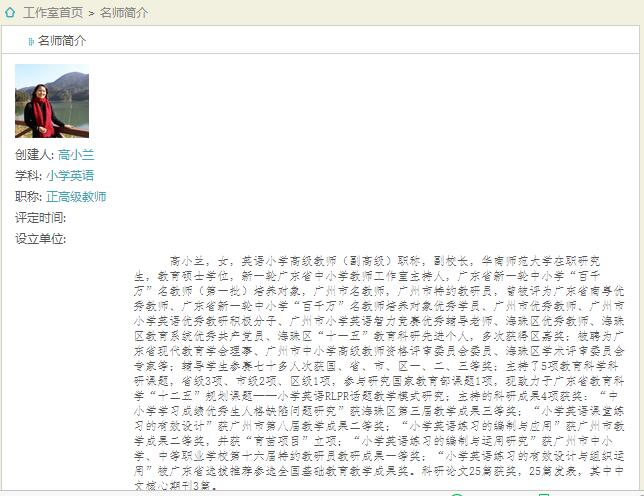 工作室首页 > 名师简介
名师简介
创建人: 高小兰
学科: 小学英语
职称: 正高级教师
评定时间:
设立单位:
高小兰，女，英语小学高级教师（副高级）职称，副校长，华南师范大学在职研究
生，教育硕士学位，新一轮广东省中小学教师工作室主持人，广东省新一轮中小学“百千
万”名教师（第一批）培养对象，广州市名教师，广州市特约教研员，曾被评为广东省南粤优
秀教师、广东省新一轮中小学“百千万”名教师培养对象优秀学员、广州市优秀教师、广州市
小学英语优秀教研积极分子、广州市小学英语智力竞赛优秀辅导老师、海珠区优秀教师、海珠
区教育系统优秀共产党员、海珠区“十一五”教育科研先进个人，多次获得区嘉奖；被聘为广
东省现代教育学会理事、广州市中小学高级教师资格评审委员会委员、海珠区学术评审委员会
专家等；辅导学生参赛七十多人次获国、省、市、区一、二、三等奖；主持了5项教育科学科
研课题，省级3项、市级2项、区级1项，参与研究国家教育部课题1项，现致力于广东省教育科
学“十二五”规划课题——小学英语RLPR话题教学模式研究；主持的科研成果4项获奖：“中
小学学习成绩优秀生人格缺陷问题研究”获海珠区第三届教学成果三等奖；“小学英语课堂练
习的有效设计”获广州市第八届教学成果二等奖；“小学英语练习的编制与应用”获广州市教
学成果二等奖，并获“育苗项目”立项；“小学英语练习的编制与运用研究”获广州市中小
学、中等职业学校第十六届特约教研员教研成果一等奖；“小学英语练习的有效设计与组织运
用”被广东省选拔推荐参选全国基础教育教学成果奖。科研论文25篇获奖，25篇发表，其中中
文核心期刊3篇。